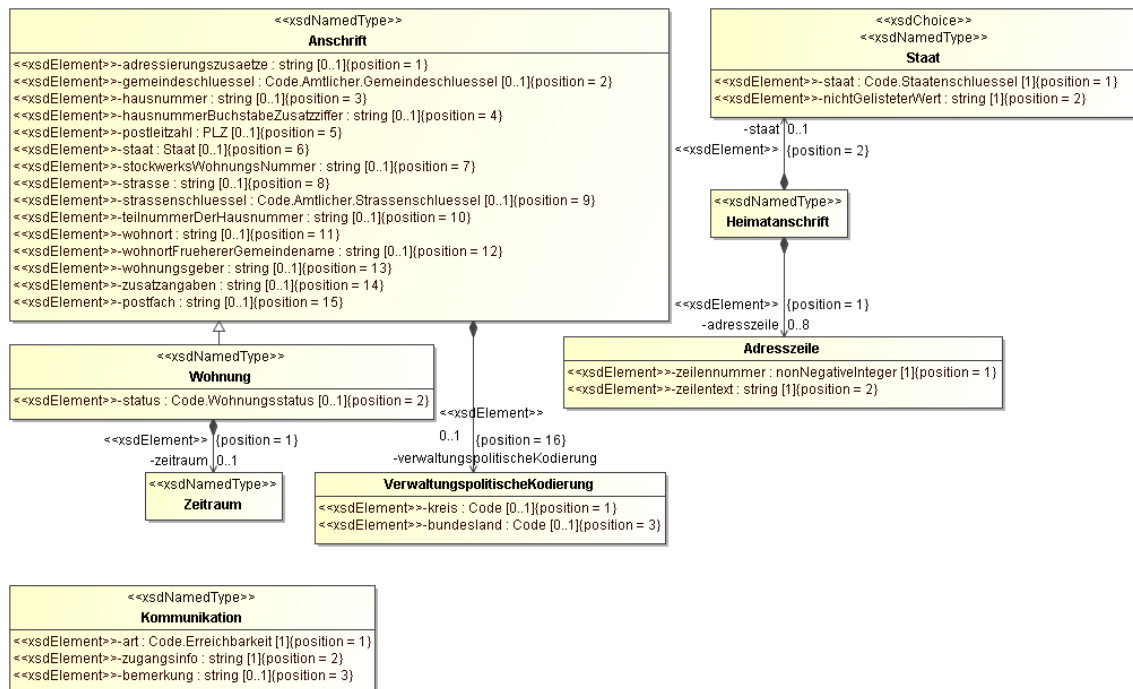 <<xsdNamedType>>
Anschrift
<<xsdElement>>-adressierungszusaetze : string [0..1]{position = 1}
<<xsdElement>>-gemeindeschluessel : Code.Amtlicher.Gemeindeschluessel [0..1]{position = 2}
<<xsdElement>>-hausnummer : string [0..1]{position = 3}
<<xsdElement>>-hausnummerBuchstabeZusatzziffer : string [0..1]{position = 4}
<<xsdElement>>-postleitzahl : PLZ [0..1]{position = 5}
<<xsdElement>>-staat : Staat [0..1]{position = 6}
<<xsdElement>>-stockwerksWohnungsNummer : string [0..1]{position = 7}
<<xsdElement>>-strasse : string [0..1]{position = 8}
<<xsdElement>>-strassenschluessel : Code.Amtlicher.Strassenschluessel [0..1]{position = 9}
<<xsdElement>>-teilnummerDerHausnummer : string [0..1]{position = 10}
<<xsdElement>>-wohnort : string [0..1]{position = 11}
<<xsdElement>>-wohnortFruehererGemeindename : string [0..1]{position = 12}
<<xsdElement>>-wohnungsgeber : string [0..1]{position = 13}
<<xsdElement>>-zusatzangaben : string [0..1]{position = 14}
<<xsdElement>>-postfach : string [0..1]{position = 15}
<<xsdChoice>>
<<xsdNamedType>>
Staat
<<xsdElement>>-staat : Code.Staatenschluessel [1]{position = 1}
<<xsdElement>>-nichtGelisteterWert : string [1]{position = 2}
-staat 0..1
<<xsdElement>> {position = 2}
<<xsdNamedType>>
Heimatanschrift
<<xsdElement>> {position = 1}
-adresszeile 0..8
Adresszeile
<<xsdElement>>-zeilennummer : nonNegativeInteger [1]{position = 1}
<<xsdElement>>-zeilentext : string [1]{position = 2}
<<xsdNamedType>>
Wohnung
<<xsdElement>>-status : Code.Wohnungsstatus [0..1]{position = 2}
<<xsdElement>> {position = 1}
-zeitraum 0..1
<<xsdNamedType>>
Zeitraum
<<xsdElement>>
0..1 {position = 16}
-verwaltungspolitischeKodierung
VerwaltungspolitischeKodierung
<<xsdElement>>-kreis : Code [0..1]{position = 1}
<<xsdElement>>-bundesland : Code [0..1]{position = 3}
<<xsdNamedType>>
Kommunikation
<<xsdElement>>-art : Code.Erreichbarkeit [1]{position = 1}
<<xsdElement>>-zugangsinfo : string [1]{position = 2}
<<xsdElement>>-bemerkung : string [0..1]{position = 3}